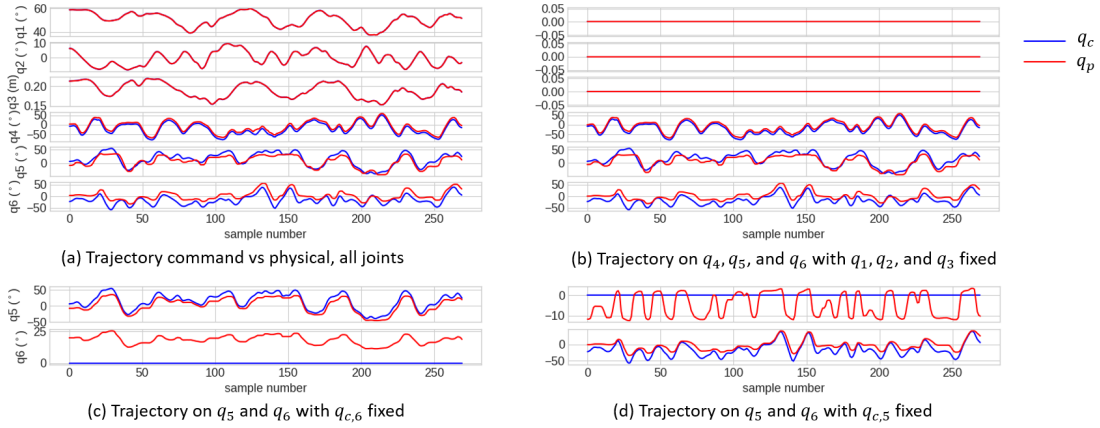 60
40
q1 (°)
10
0
q2 (°)
0.20
0.15
q3 (m)
50
0
-50
q4 (°)
50
0
q5 (°)
50
0
-50
q6 (°)
0 50 100 150 200 250
sample number
(a) Trajectory command vs physical, all joints
0.05
0.00
-0.05
0.05
0.00
-0.05
0.05
0.00
-0.05
50
0
-50
q4 (°)
50
0
q5 (°)
50
0
-50
q6 (°)
0 50 100 150 200 250
sample number
(b) Trajectory on q₄, q₅, and q₆ with q₁, q₂, and q₃ fixed
q_c
q_p
50
0
-50
q5 (°)
25
0
q6 (°)
0 50 100 150 200 250
sample number
(c) Trajectory on q₅ and q₆ with q_c,6 fixed
0
-10
0
-50
0 50 100 150 200 250
sample number
(d) Trajectory on q₅ and q₆ with q_c,5 fixed